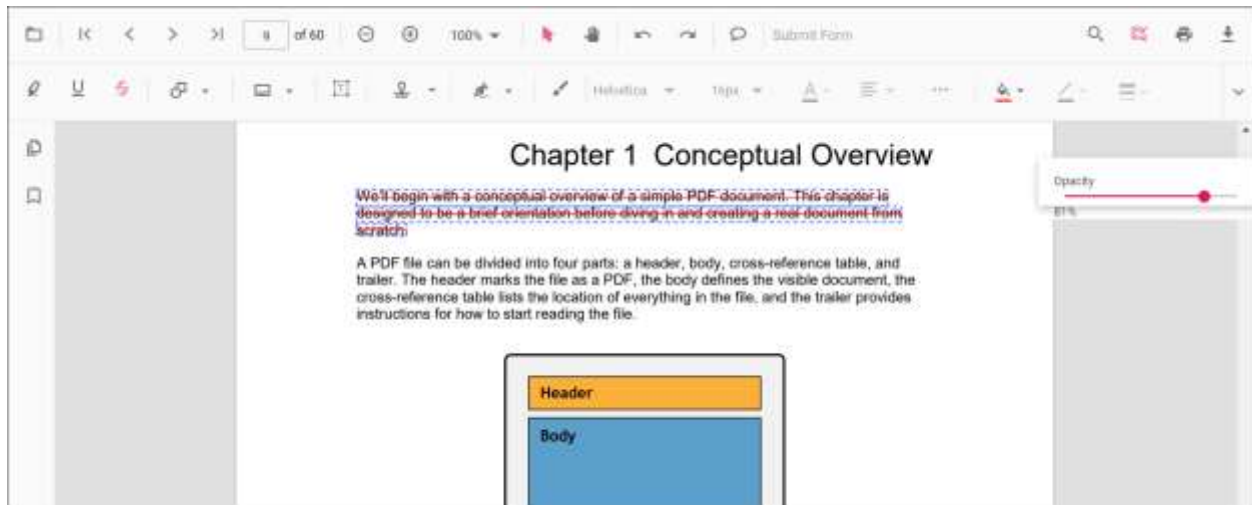 of 60 100% Submit Form
Helvetica 16px
Chapter 1 Conceptual Overview
Opacity
81%
We'll begin with a conceptual overview of a simple PDF document. This chapter is
designed to be a brief orientation before diving in and creating a real document from
scratch.
A PDF file can be divided into four parts: a header, body, cross-reference table, and
trailer. The header marks the file as a PDF, the body defines the visible document, the
cross-reference table lists the location of everything in the file, and the trailer provides
instructions for how to start reading the file.
Header
Body